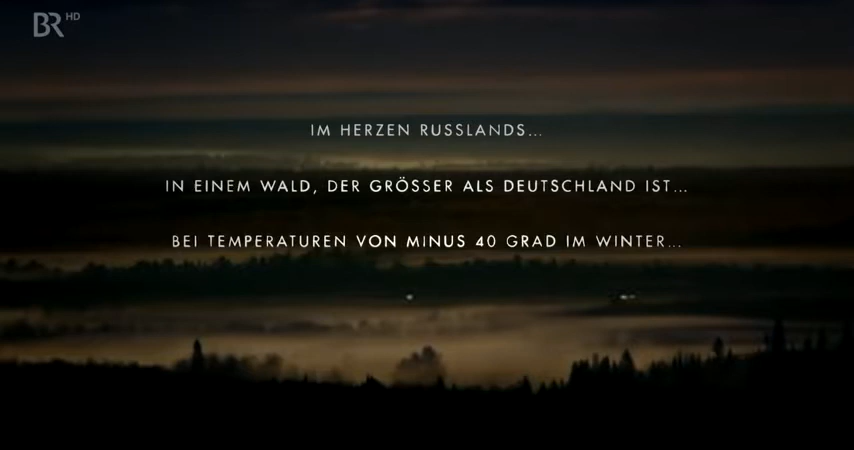 BR HD
IM HERZEN RUSSLANDS...
IN EINEM WALD, DER GRÖSSER ALS DEUTSCHLAND IST...
BEI TEMPERATUREN VON MINUS 40 GRAD IM WINTER...